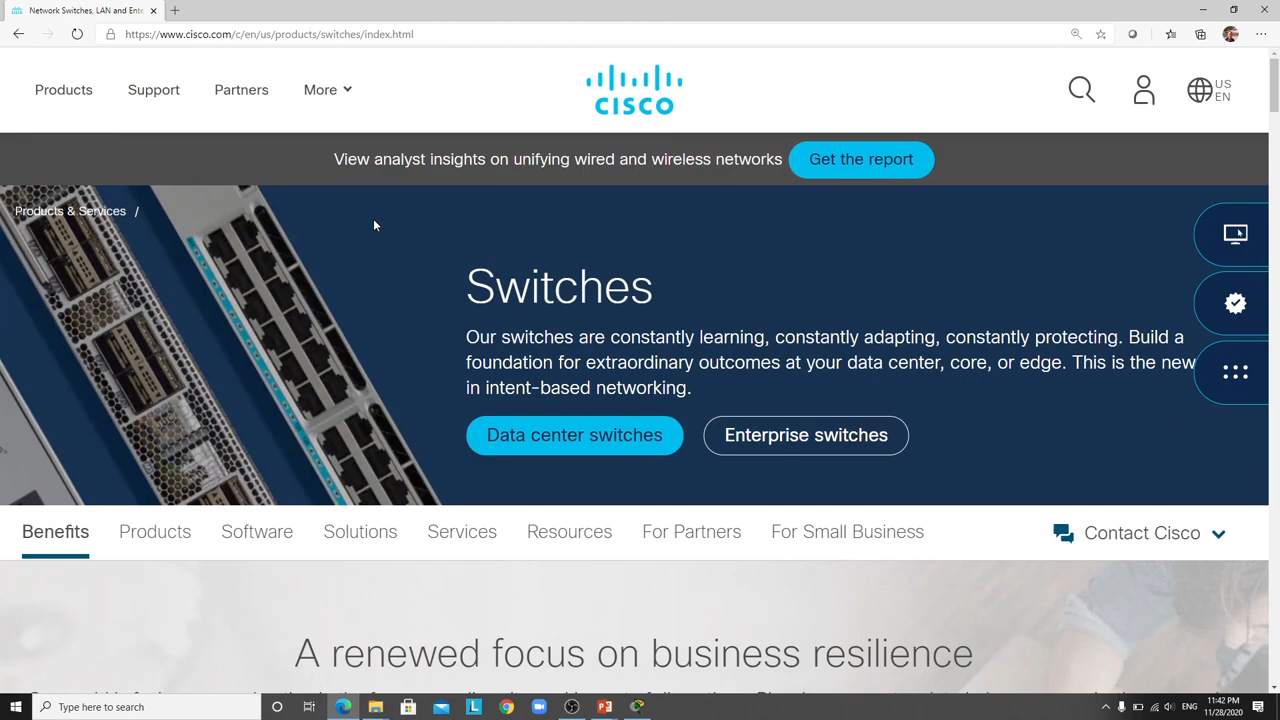 Network Switches, LAN and Ente
https://www.cisco.com/c/en/us/products/switches/index.html
Products
Support
Partners
More
CISCO
US
EN
View analyst insights on unifying wired and wireless networks
Get the report
Products & Services /
Switches
Our switches are constantly learning, constantly adapting, constantly protecting. Build a
foundation for extraordinary outcomes at your data center, core, or edge. This is the new
in intent-based networking.
Data center switches
Enterprise switches
Benefits
Products
Software
Solutions
Services
Resources
For Partners
For Small Business
Contact Cisco
A renewed focus on business resilience
Type here to search
ENG
11:42 PM
11/28/2020